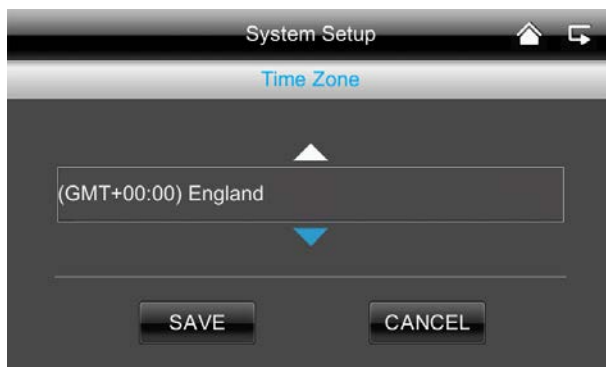 System Setup
Time Zone
(GMT+00:00) England
SAVE
CANCEL